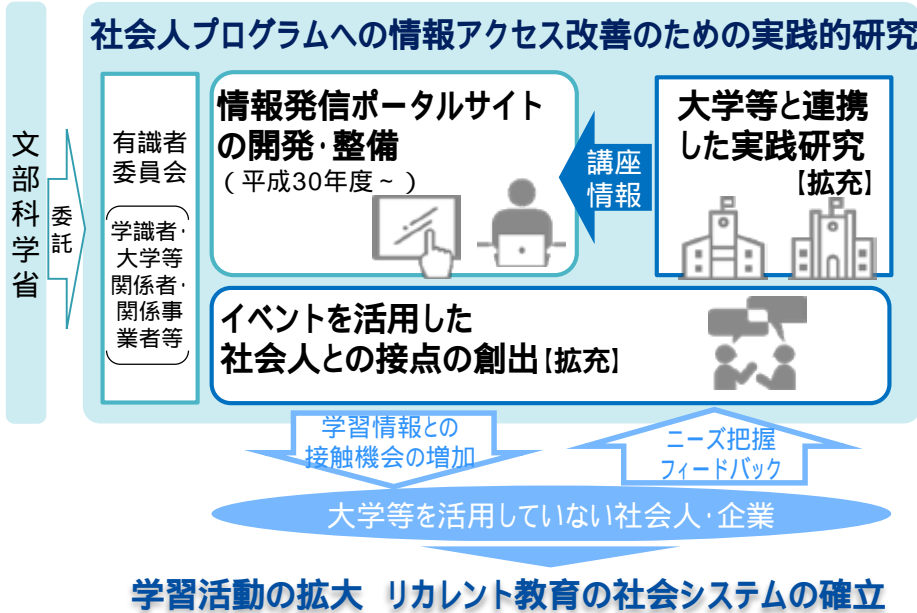 社会人プログラムへの情報アクセス改善のための実践的研究
文部科学省
委託
有識者
委員会
学識者・
大学等
関係者・
関係事
業者等
情報発信ポータルサイト
の開発・整備
(平成30年度~)
講座
情報
大学等と連携
した実践研究
【拡充】
イベントを活用した
社会人との接点の創出【拡充】
学習情報との
接触機会の増加
ニーズ把握
フィードバック
大学等を活用していない社会人・企業
学習活動の拡大 リカレント教育の社会システムの確立